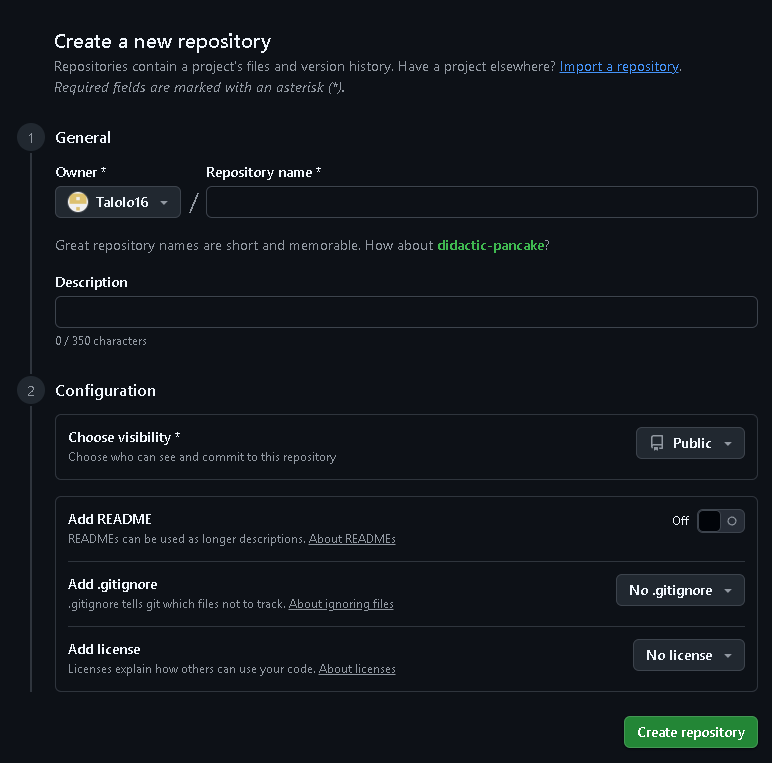 Create a new repository
Repositories contain a project's files and version history. Have a project elsewhere? Import a repository.
Required fields are marked with an asterisk (*).
1 General
Owner * Repository name *
Talolo16 /
Great repository names are short and memorable. How about didactic-pancake?
Description
0 / 350 characters
2 Configuration
Choose visibility *
Choose who can see and commit to this repository
Public
Add README
READMEs can be used as longer descriptions. About READMEs
Off
Add .gitignore
.gitignore tells git which files not to track. About ignoring files
No .gitignore
Add license
Licenses explain how others can use your code. About licenses
No license
Create repository